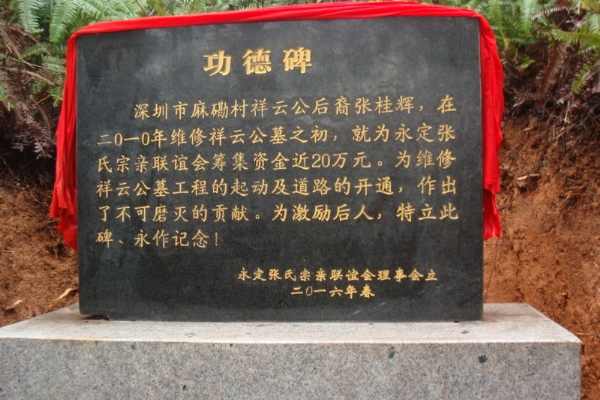 功德碑
深圳市麻磡村祥云公后裔张桂辉，在
二〇一〇年维修祥云公墓之初，就为永定张
氏宗亲联谊会筹集资金近20万元。为维修
祥云公墓工程的起动及道路的开通，作出
了不可磨灭的贡献。为激励后人，特立此
碑、永作记念！
永定张氏宗亲联谊会理事会立
二〇一六年春